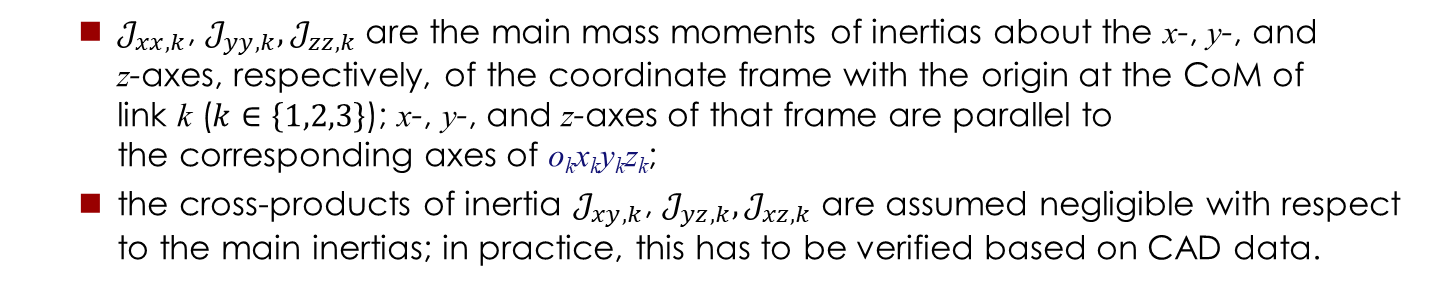 ■ 𝒥xx,k, 𝒥yy,k, 𝒥zz,k are the main mass moments of inertias about the x-, y-, and
z-axes, respectively, of the coordinate frame with the origin at the CoM of
link k (k ∈ {1,2,3}); x-, y-, and z-axes of that frame are parallel to
the corresponding axes of okxkykzk;
■ the cross-products of inertia 𝒥xy,k, 𝒥yz,k, 𝒥xz,k are assumed negligible with respect
to the main inertias; in practice, this has to be verified based on CAD data.